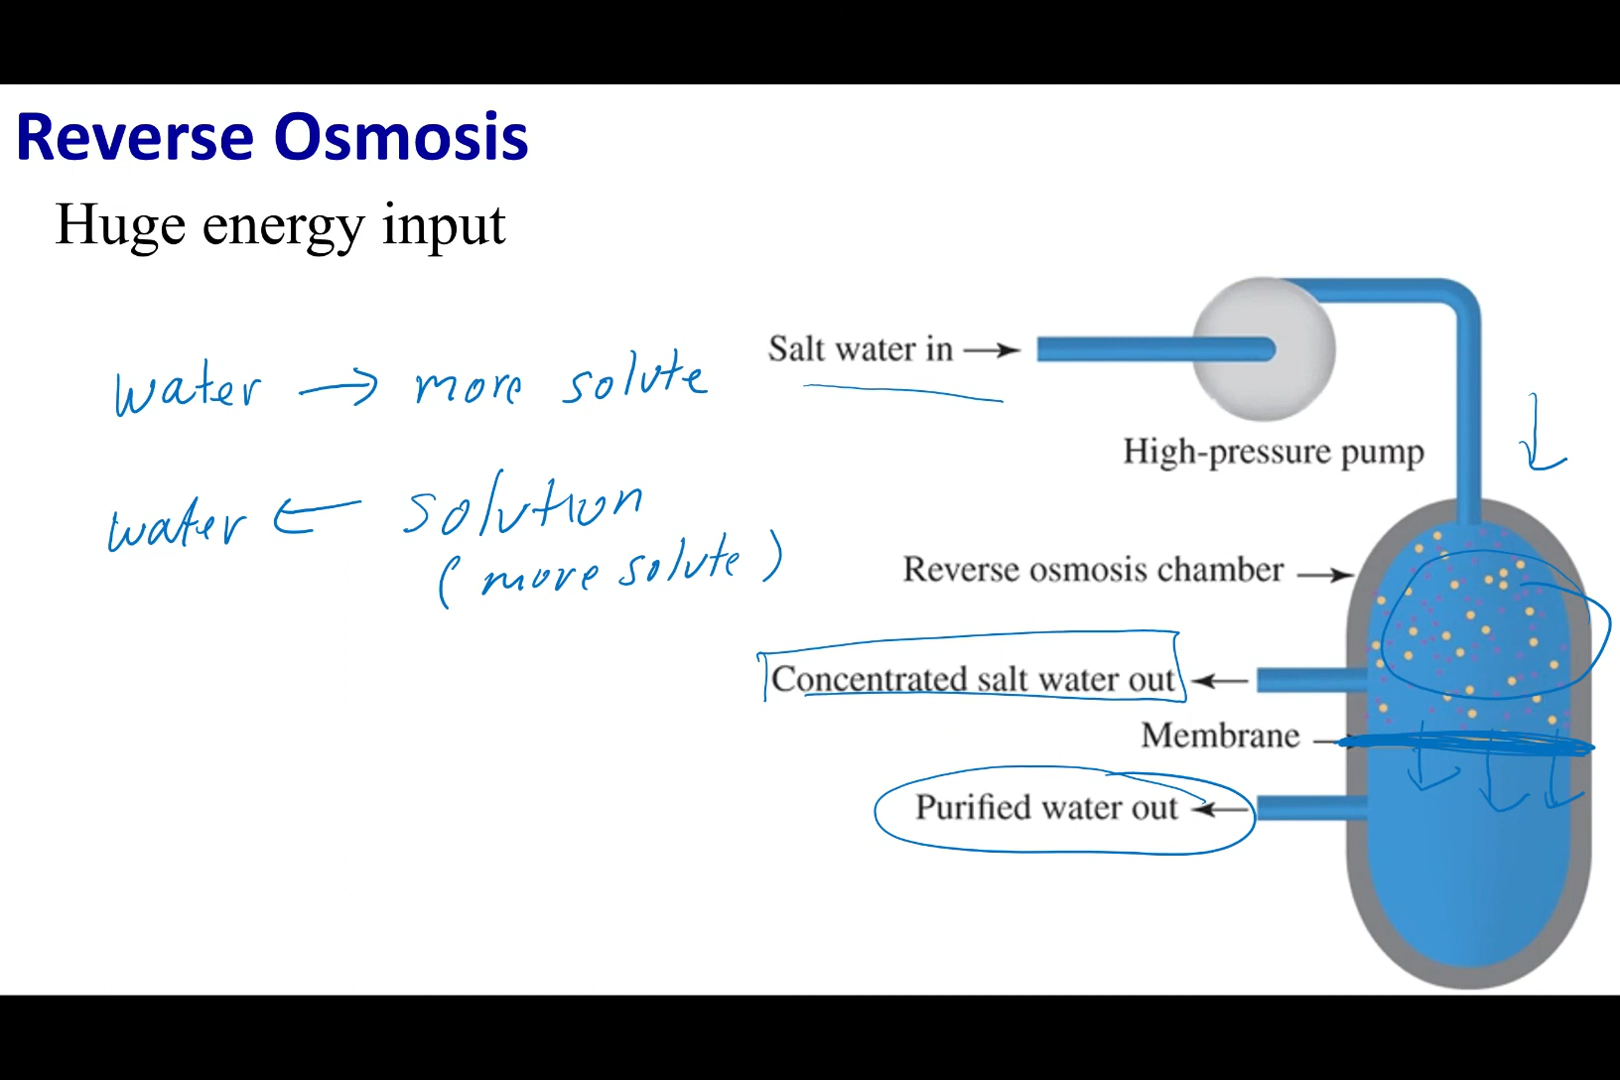 Reverse Osmosis
Huge energy input
water → more solute
water ← solution
(more solute)
Salt water in →
High-pressure pump
Reverse osmosis chamber →
Concentrated salt water out ←
Membrane
Purified water out ←